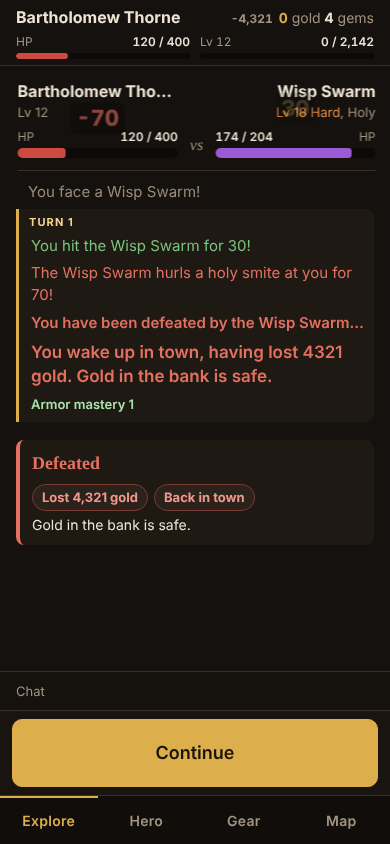 Bartholomew Thorne -4,321 0 gold 4 gems
HP 120 / 400 Lv 12 0 / 2,142
Bartholomew Tho... Wisp Swarm
Lv 12 -70 30 Lv 18 Hard, Holy
HP 120 / 400 vs 174 / 204 HP
You face a Wisp Swarm!
TURN 1
You hit the Wisp Swarm for 30!
The Wisp Swarm hurls a holy smite at you for
70!
You have been defeated by the Wisp Swarm...
You wake up in town, having lost 4321
gold. Gold in the bank is safe.
Armor mastery 1
Defeated
Lost 4,321 gold Back in town
Gold in the bank is safe.
Chat
Continue
Explore Hero Gear Map